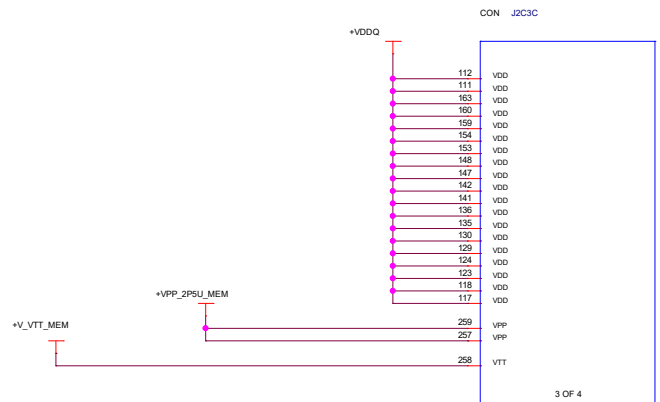 CON J2C3C
+VDDQ
112 VDD
111 VDD
163 VDD
160 VDD
159 VDD
154 VDD
153 VDD
148 VDD
147 VDD
142 VDD
141 VDD
136 VDD
135 VDD
130 VDD
129 VDD
124 VDD
123 VDD
118 VDD
117 VDD
+VPP_2P5U_MEM
259 VPP
257 VPP
+V_VTT_MEM
258 VTT
3 OF 4